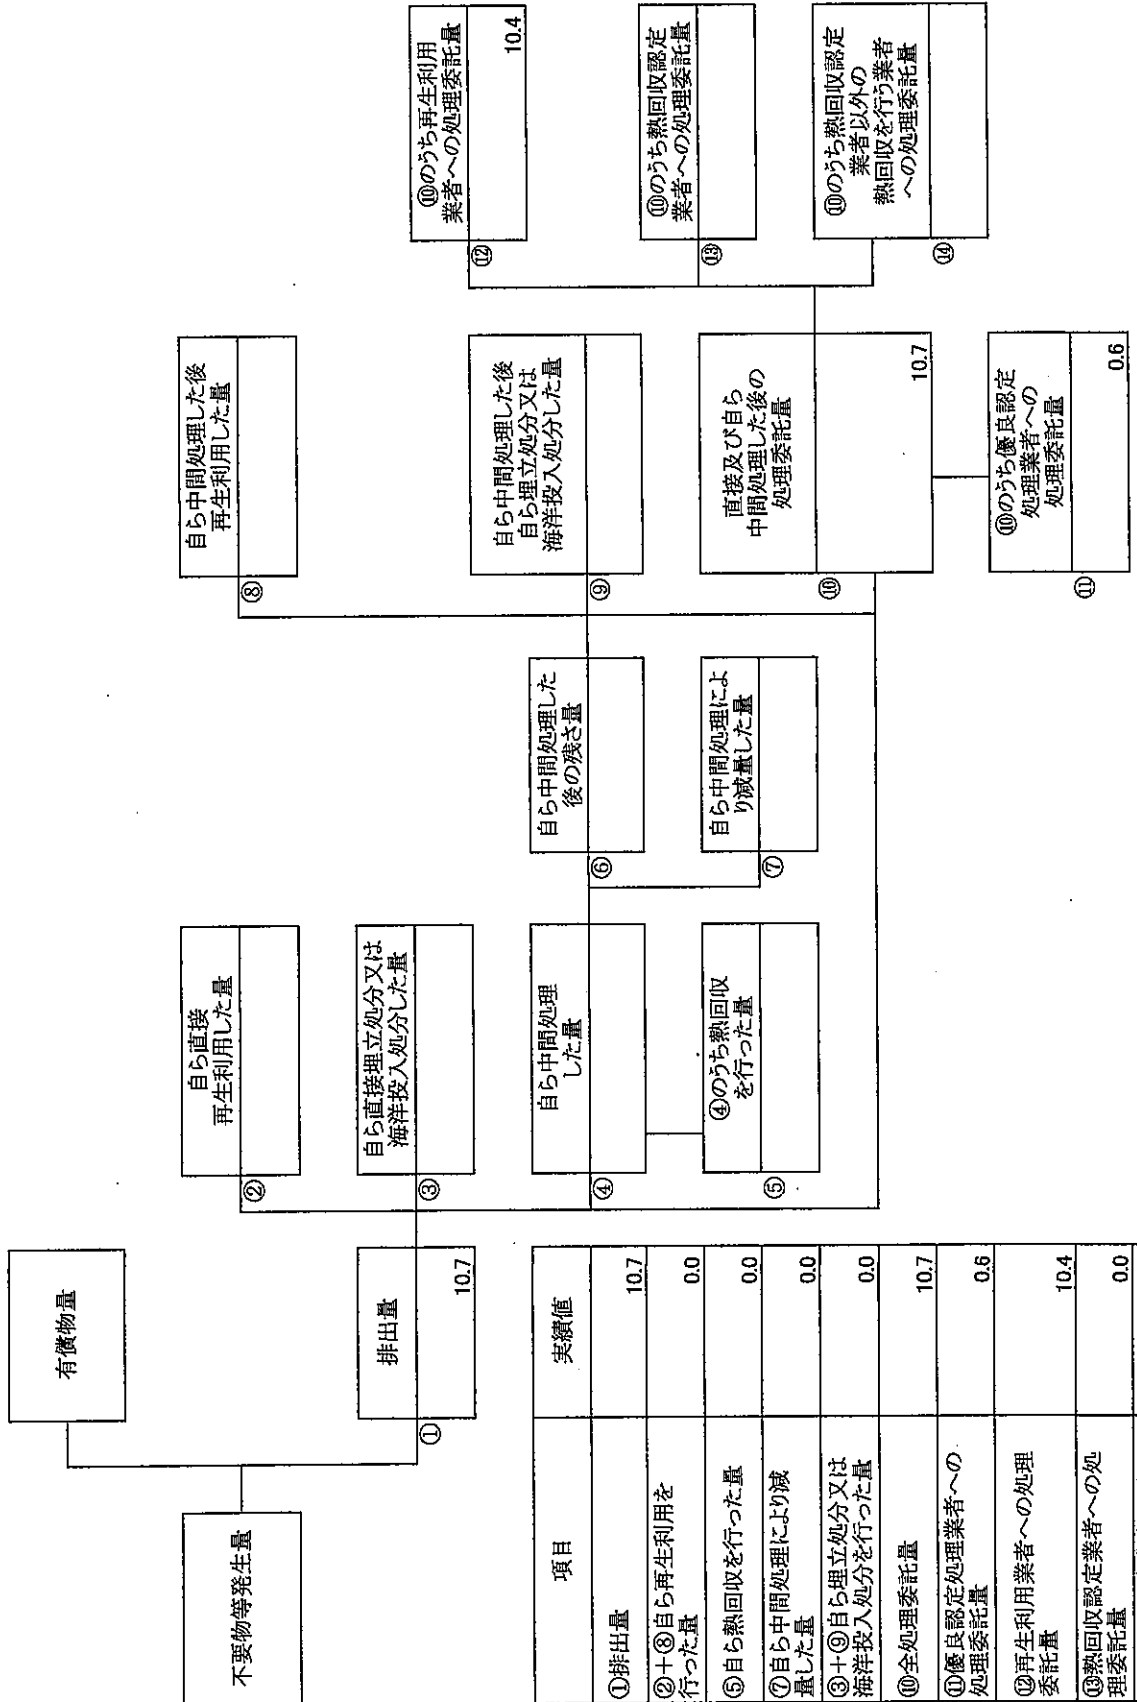 不要物等発生量
有償物量
①
排出量
10.7
②
自ら直接
再生利用した量
③
自ら直接埋立処分又は
海洋投入処分した量
④
自ら中間処理
した量
⑤
④のうち熱回収
を行った量
⑥
自ら中間処理した
後の残さ量
⑦
自ら中間処理によ
り減量した量
⑧
自ら中間処理した後
再生利用した量
⑨
自ら中間処理した後
自ら埋立処分又は
海洋投入処分した量
⑩
直接及び自ら
中間処理した後の
処理委託量
10.7
⑪
⑩のうち優良認定
処理業者への
処理委託量
0.6
⑫
⑩のうち再生利用
業者への処理委託量
10.4
⑬
⑩のうち熱回収認定
業者への処理委託量
⑭
⑩のうち熱回収認定
業者以外の
熱回収を行う業者
への処理委託量
項目 実績値
①排出量 10.7
②+⑧自ら再生利用を
行った量 0.0
⑤自ら熱回収を行った量 0.0
⑦自ら中間処理により減
量した量 0.0
③+⑨自ら埋立処分又は
海洋投入処分を行った量 0.0
⑩全処理委託量 10.7
⑪優良認定処理業者への
処理委託量 0.6
⑫再生利用業者への処理
委託量 10.4
⑬熱回収認定業者への処
理委託量 0.0